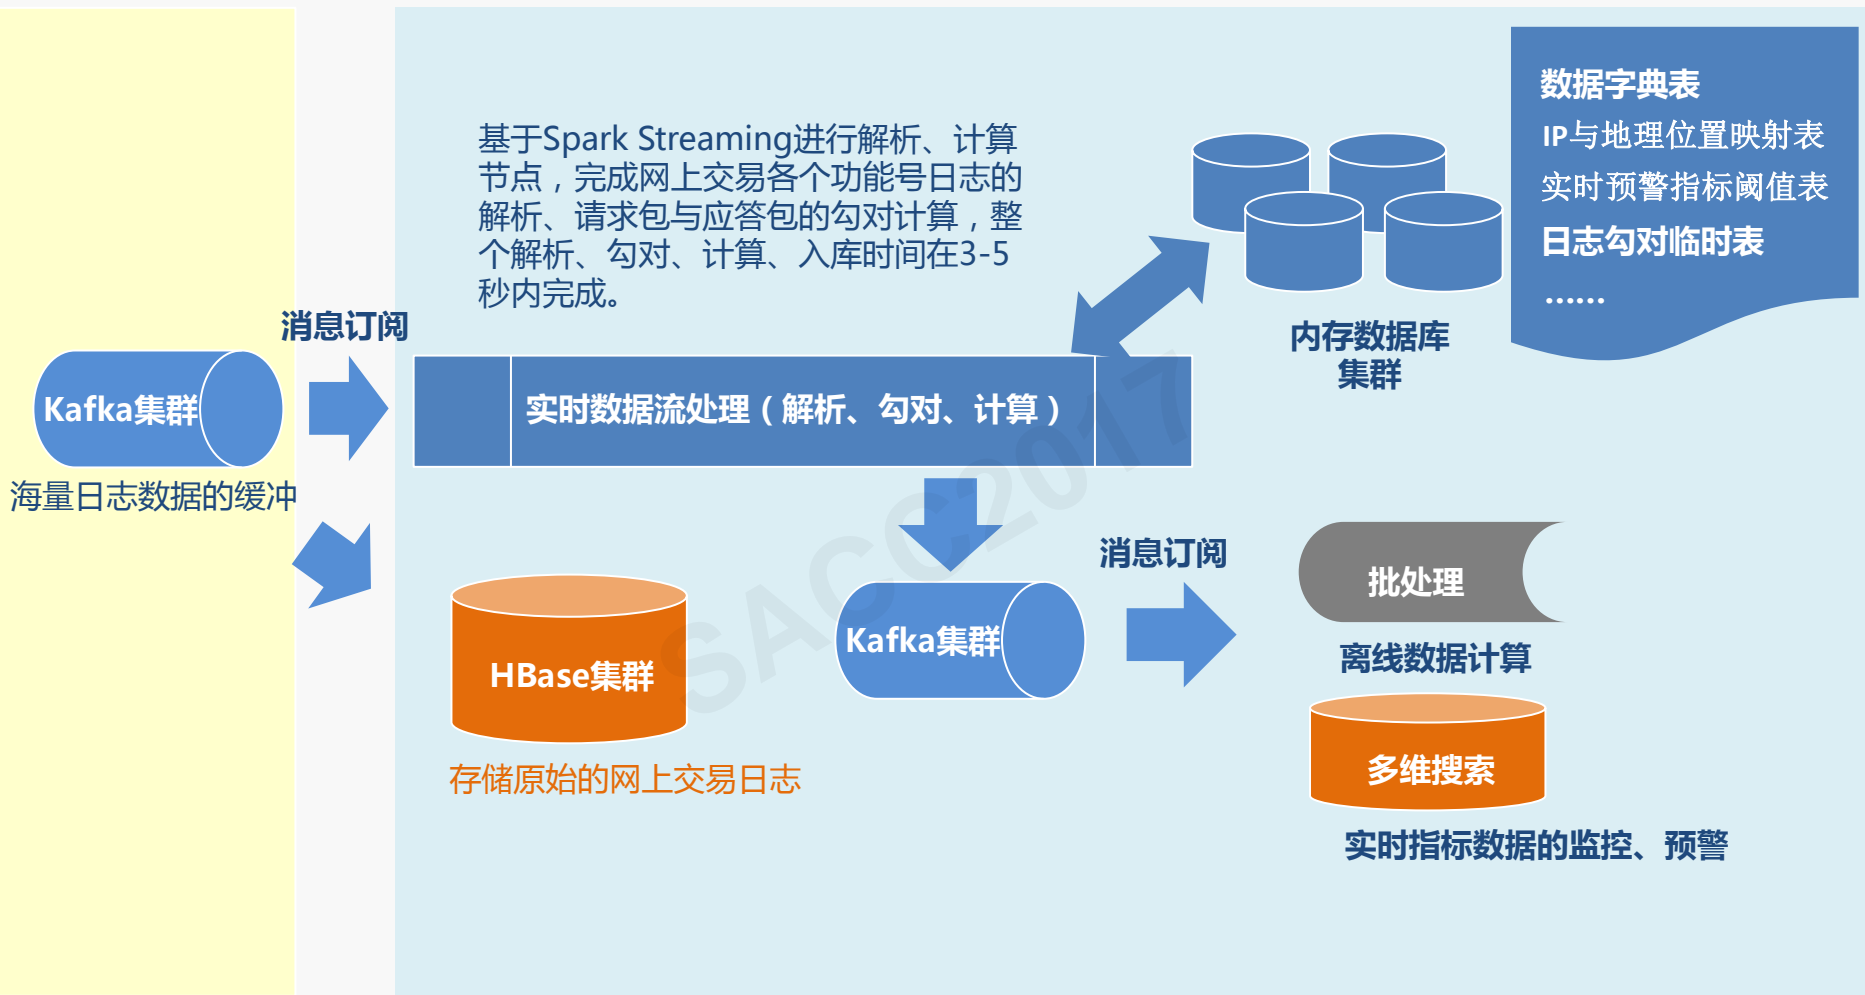 基于Spark Streaming进行解析、计算
节点，完成网上交易各个功能号日志的
解析、请求包与应答包的勾对计算，整
个解析、勾对、计算、入库时间在3-5
秒内完成。
数据字典表
IP与地理位置映射表
实时预警指标阈值表
日志勾对临时表
……
内存数据库
集群
消息订阅
Kafka集群
海量日志数据的缓冲
实时数据流处理（解析、勾对、计算）
HBase集群
存储原始的网上交易日志
Kafka集群
消息订阅
批处理
离线数据计算
多维搜索
实时指标数据的监控、预警
SACC2017